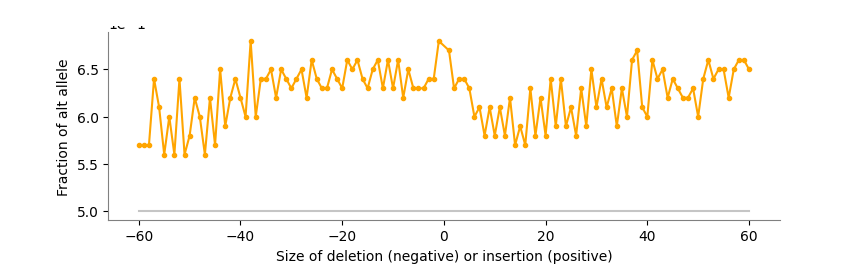 Fraction of alt allele
6.5
6.0
5.5
5.0
−60 −40 −20 0 20 40 60
Size of deletion (negative) or insertion (positive)